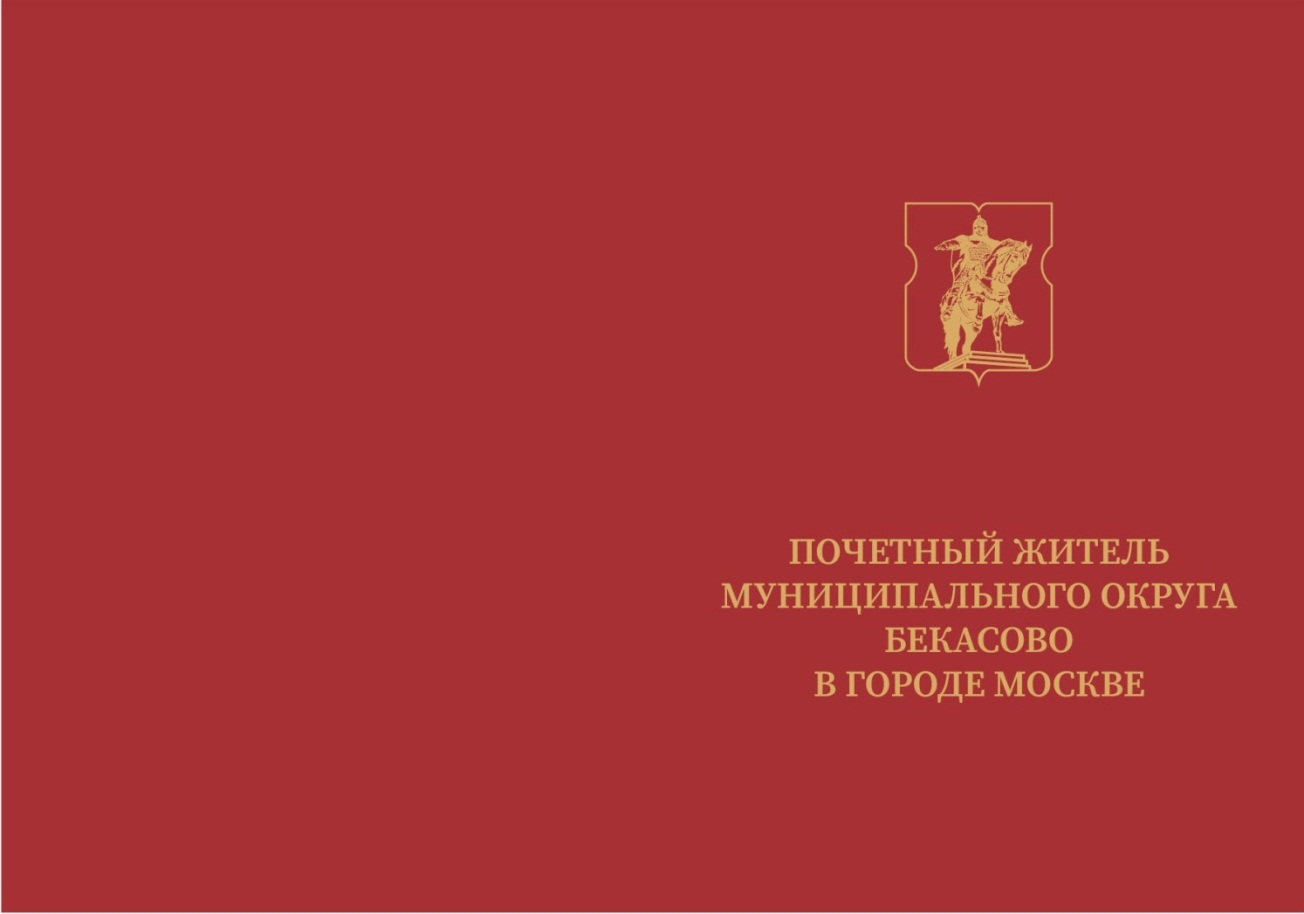 ПОЧЕТНЫЙ ЖИТЕЛЬ
МУНИЦИПАЛЬНОГО ОКРУГА
БЕКАСОВО
В ГОРОДЕ МОСКВЕ